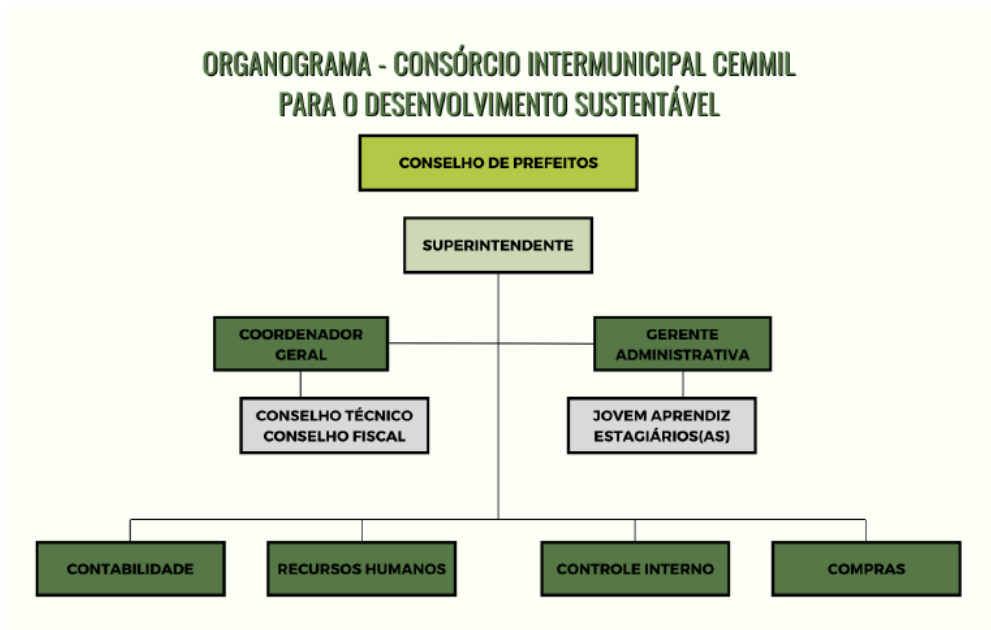 ORGANOGRAMA - CONSÓRCIO INTERMUNICIPAL CEMMIL
PARA O DESENVOLVIMENTO SUSTENTÁVEL
CONSELHO DE PREFEITOS
SUPERINTENDENTE
COORDENADOR
GERAL
GERENTE
ADMINISTRATIVA
CONSELHO TÉCNICO
CONSELHO FISCAL
JOVEM APRENDIZ
ESTAGIÁRIOS(AS)
CONTABILIDADE
RECURSOS HUMANOS
CONTROLE INTERNO
COMPRAS